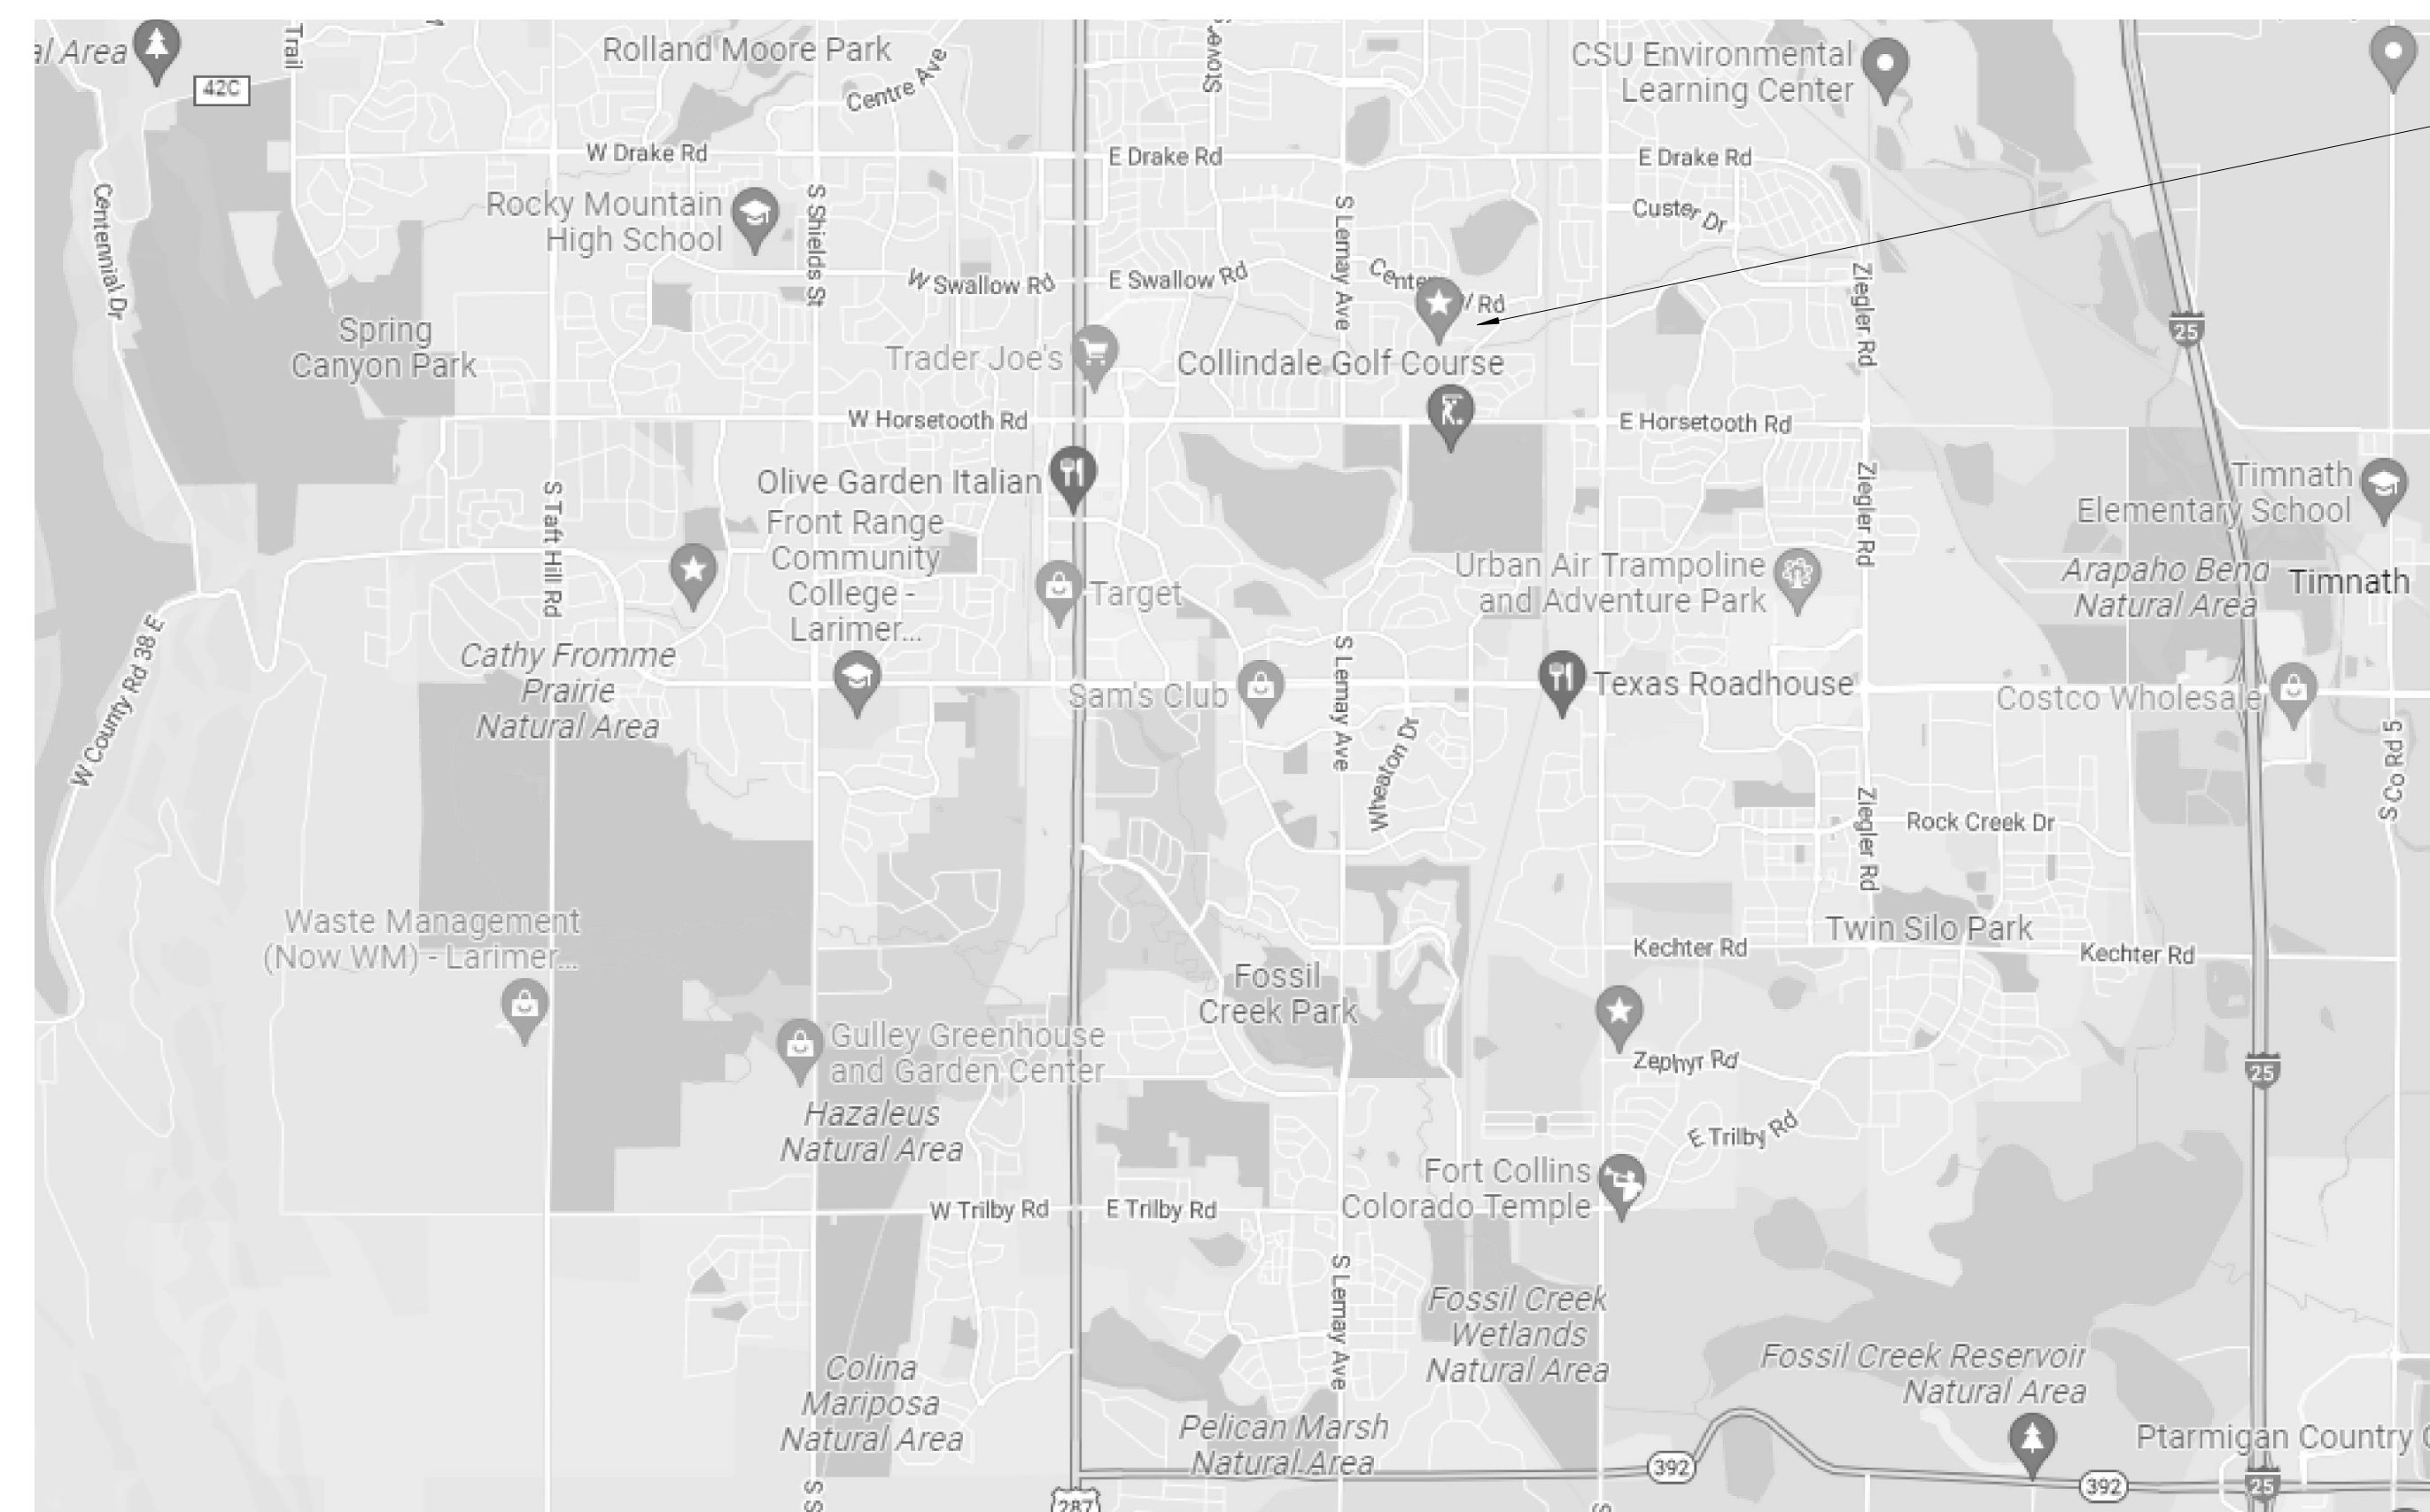 al Area
Trail
Rolland Moore Park
Centre Ave
CSU Environmental
Learning Center
42C
W Drake Rd
E Drake Rd
E Drake Rd
Centennial Dr
Rocky Mountain
High School
S Shields St
S Lemay Ave
Custer Dr
W Swallow Rd
E Swallow Rd
Ziegler Rd
25
Spring
Canyon Park
Trader Joe's
Collindale Golf Course
W Horsetooth Rd
E Horsetooth Rd
Olive Garden Italian
S Taft Hill Rd
Front Range
Community
College -
Larimer...
Target
Ziegler Rd
Timnath
Elementary School
Urban Air Trampoline
and Adventure Park
Arapaho Bend
Natural Area
Timnath
W County Rd 38 E
Cathy Fromme
Prairie
Natural Area
Sam's Club
S Lemay Ave
Texas Roadhouse
Costco Wholesale
Wheaton Dr
S Co Rd 5
Ziegler Rd
Rock Creek Dr
Waste Management
(Now WM) - Larimer...
Twin Silo Park
Kechter Rd
Kechter Rd
Fossil
Creek Park
Gulley Greenhouse
and Garden Center
Zephyr Rd
25
Hazaleus
Natural Area
E Trilby Rd
Fort Collins
Colorado Temple
W Trilby Rd
E Trilby Rd
S Lemay Ave
Fossil Creek
Wetlands
Natural Area
Colina
Mariposa
Natural Area
Fossil Creek Reservoir
Natural Area
Pelican Marsh
Natural Area
Ptarmigan Country
392
392
25
287